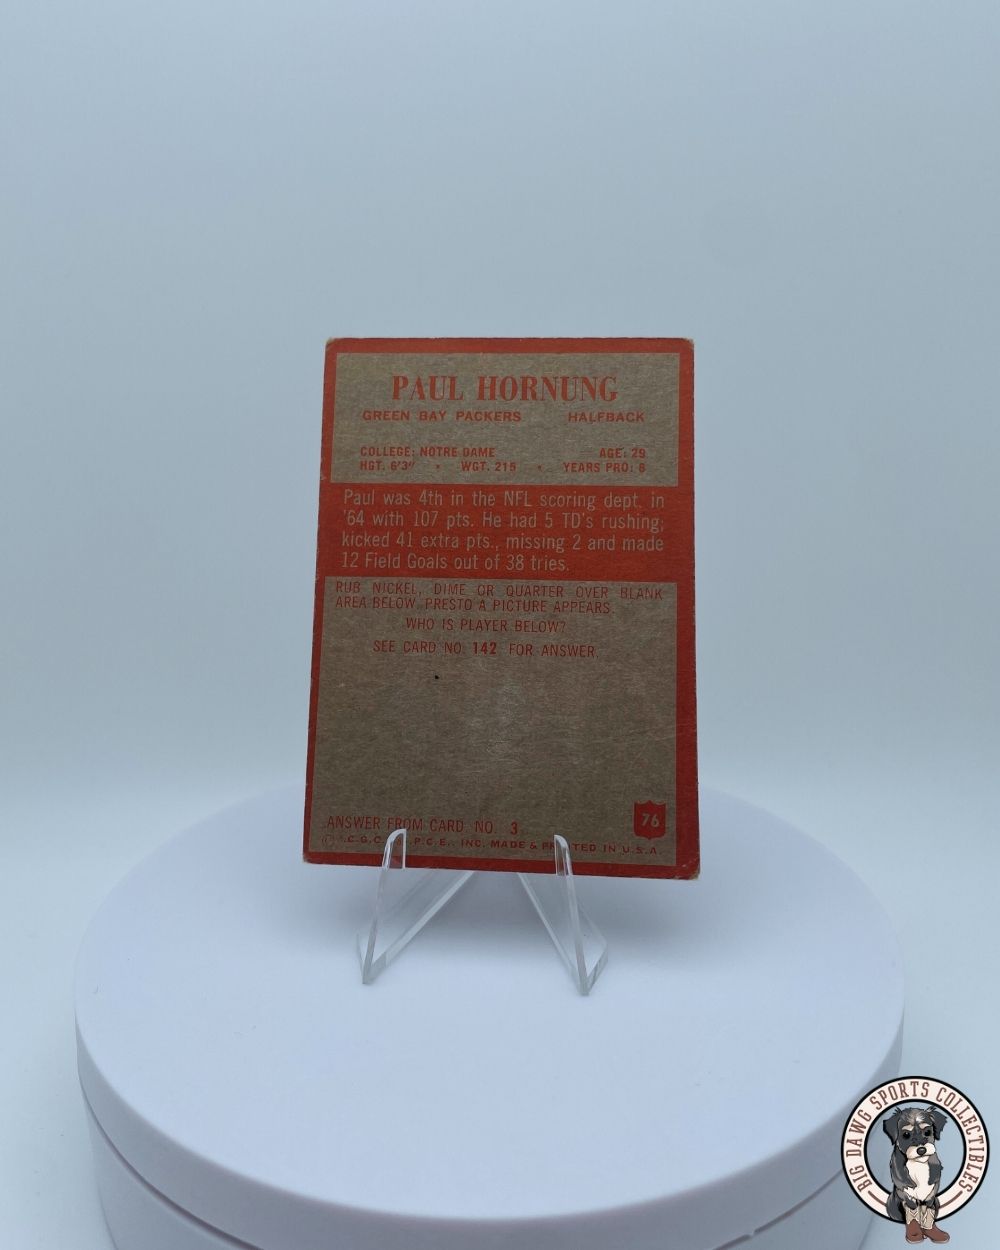 PAUL HORNUNG
GREEN BAY PACKERS HALFBACK
COLLEGE: NOTRE DAME AGE: 29
HGT. 6'3" • WGT. 215 • YEARS PRO: 8
Paul was 4th in the NFL scoring dept. in
'64 with 107 pts. He had 5 TD's rushing;
kicked 41 extra pts., missing 2 and made
12 Field Goals out of 38 tries.
RUB NICKEL, DIME OR QUARTER OVER BLANK
AREA BELOW, PRESTO A PICTURE APPEARS.
WHO IS PLAYER BELOW?
SEE CARD NO. 142 FOR ANSWER.
76
ANSWER FROM CARD NO. 3
.C.G.C. P.C.E., INC. MADE & PRINTED IN U.S.A.
BIG DAWG SPORTS COLLECTIBLES